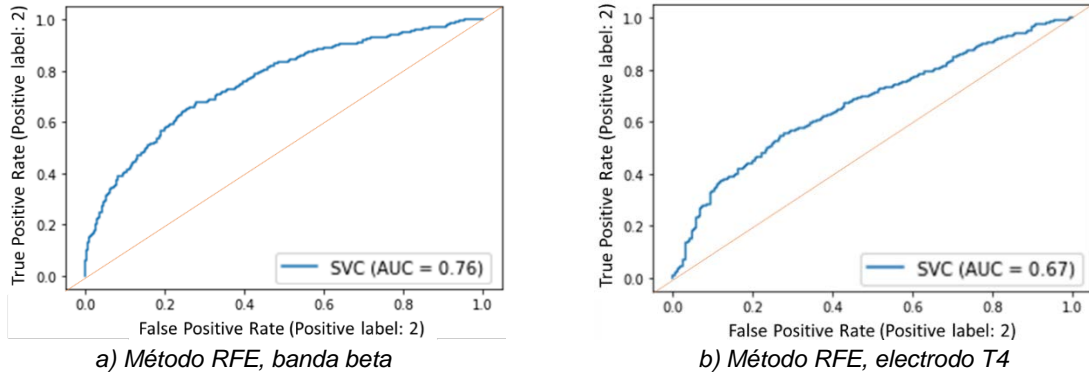 True Positive Rate (Positive label: 2)
1.0
0.8
0.6
0.4
0.2
0.0
SVC (AUC = 0.76)
0.0 0.2 0.4 0.6 0.8 1.0
False Positive Rate (Positive label: 2)
a) Método RFE, banda beta
True Positive Rate (Positive label: 2)
1.0
0.8
0.6
0.4
0.2
0.0
SVC (AUC = 0.67)
0.0 0.2 0.4 0.6 0.8 1.0
False Positive Rate (Positive label: 2)
b) Método RFE, electrodo T4